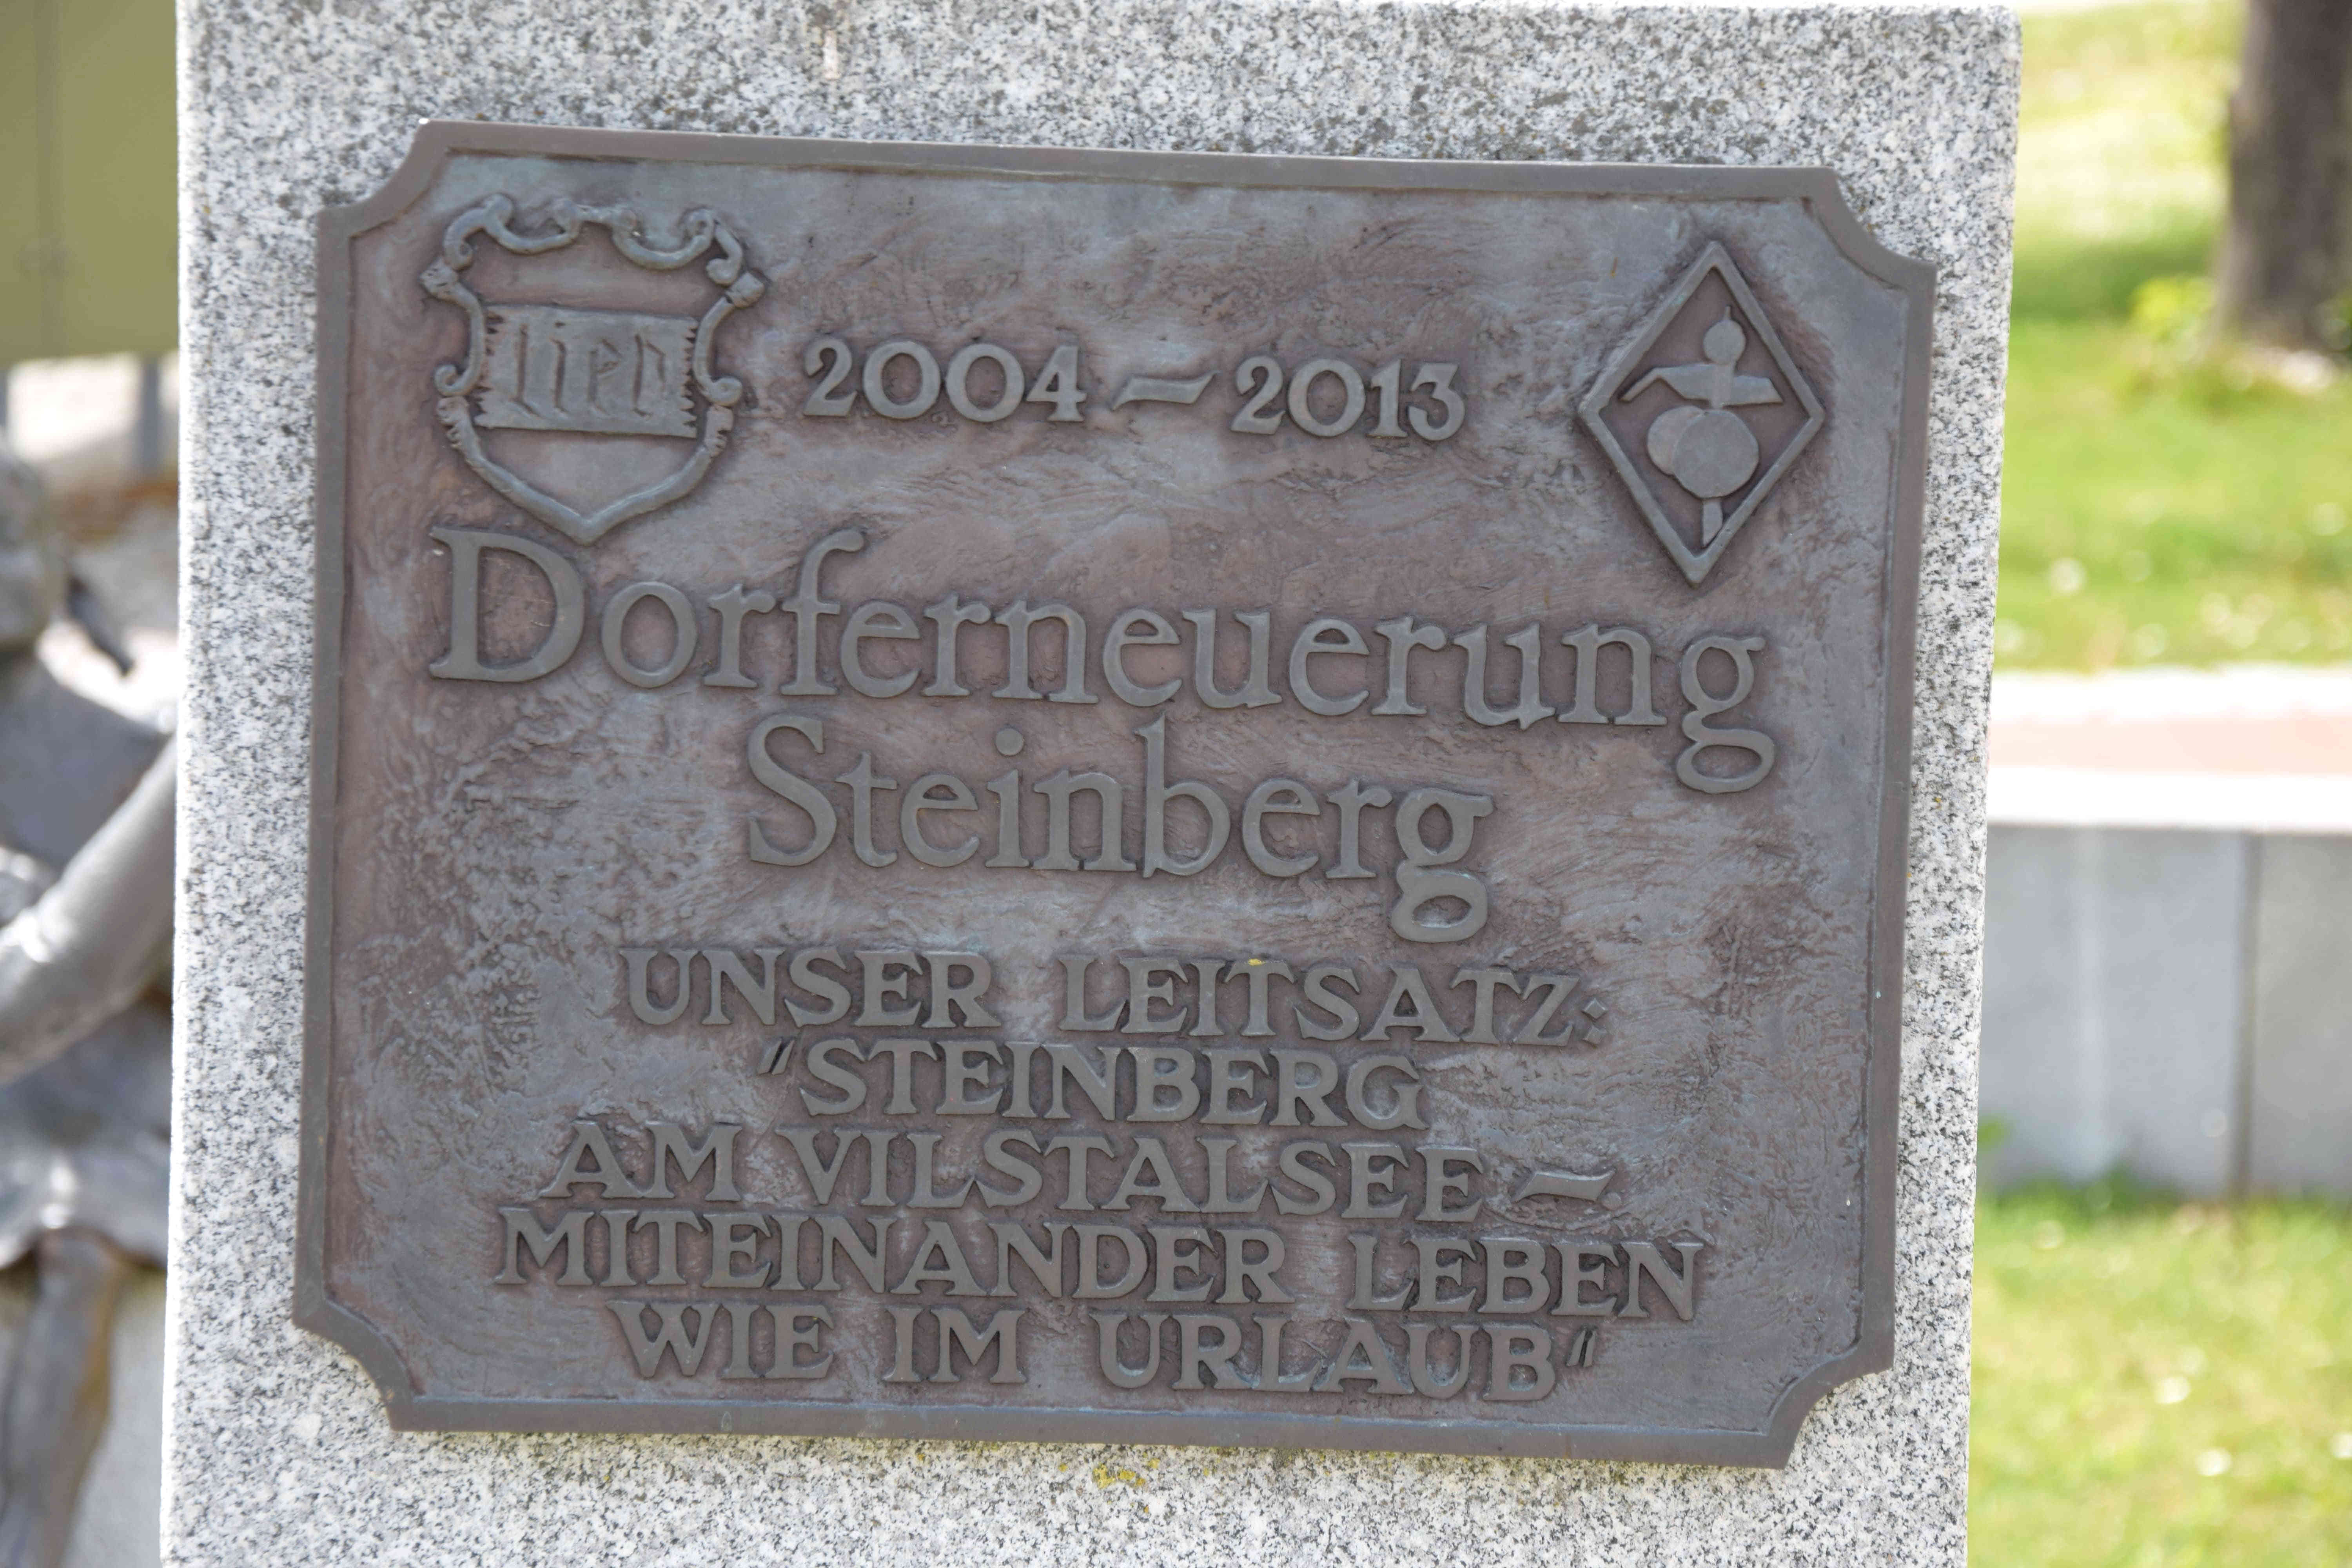 2004 – 2013
Dorferneuerung
Steinberg
UNSER LEITSATZ:
"STEINBERG
AM VILSTALSEE –
MITEINANDER LEBEN
WIE IM URLAUB"